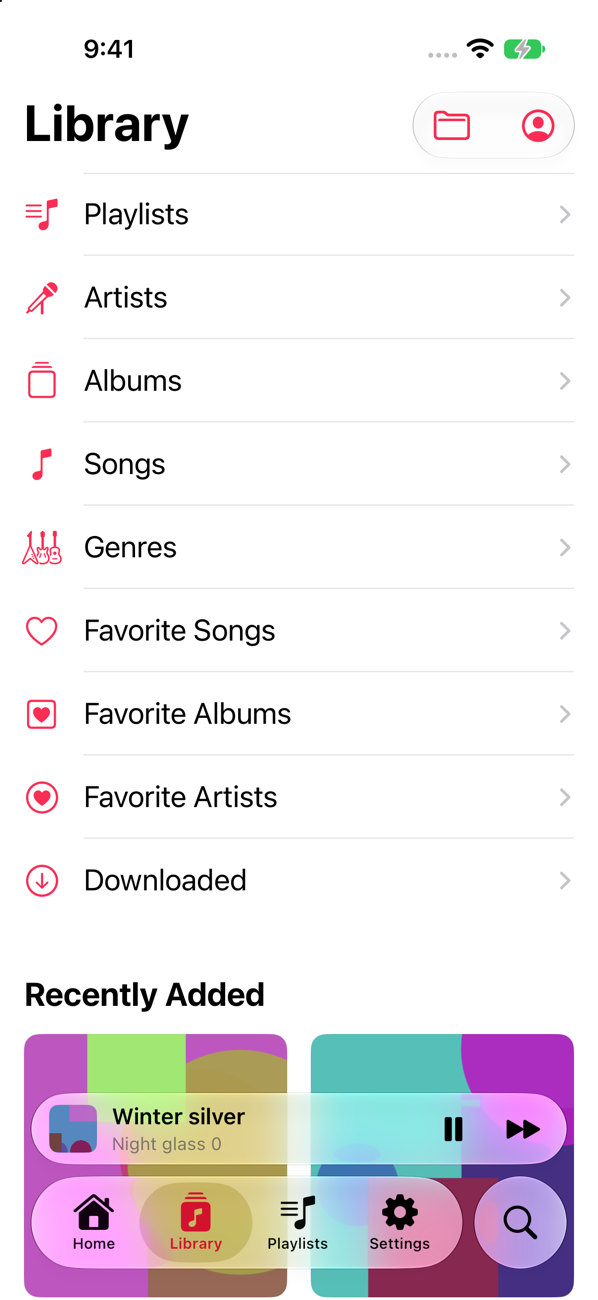 9:41
Library
Playlists
Artists
Albums
Songs
Genres
Favorite Songs
Favorite Albums
Favorite Artists
Downloaded
Recently Added
Winter silver
Night glass 0
Home
Library
Playlists
Settings